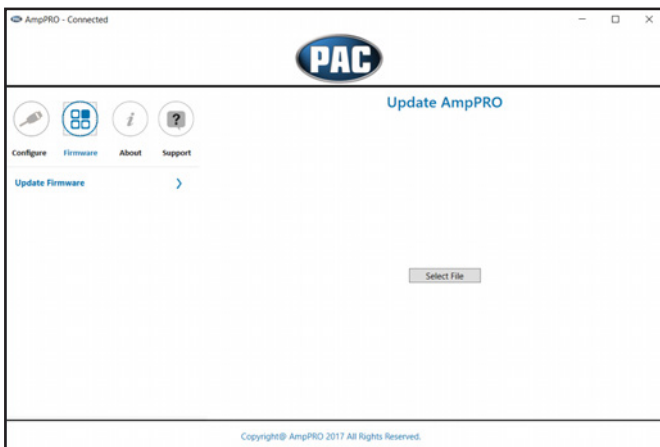 AmpPRO - Connected
PAC
Configure Firmware About Support
Update Firmware
Update AmpPRO
Select File
Copyright@ AmpPRO 2017 All Rights Reserved.